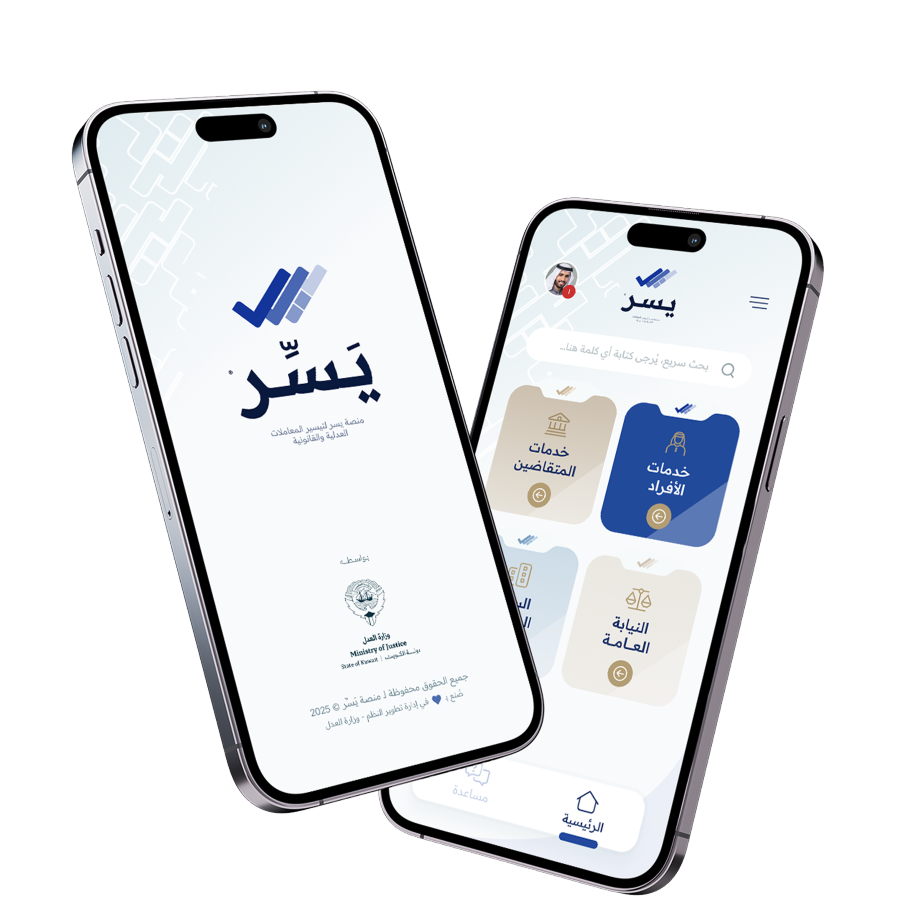 يَسِّر
منصة يسر لتيسير المعاملات
العدلية والقانونية
بواسطة
وزارة العدل
Ministry of Justice
State of Kuwait | دولة الكويت
جميع الحقوق محفوظة لـ منصة يَسِّر © 2025
صُنع بـ في إدارة تطوير النظم - وزارة العدل
يسر
بحث سريع، يُرجى كتابة أي كلمة هنا...
خدمات
الأفراد
خدمات
المتقاضين
النيابة
العـامـة
الرئيسية
مساعدة